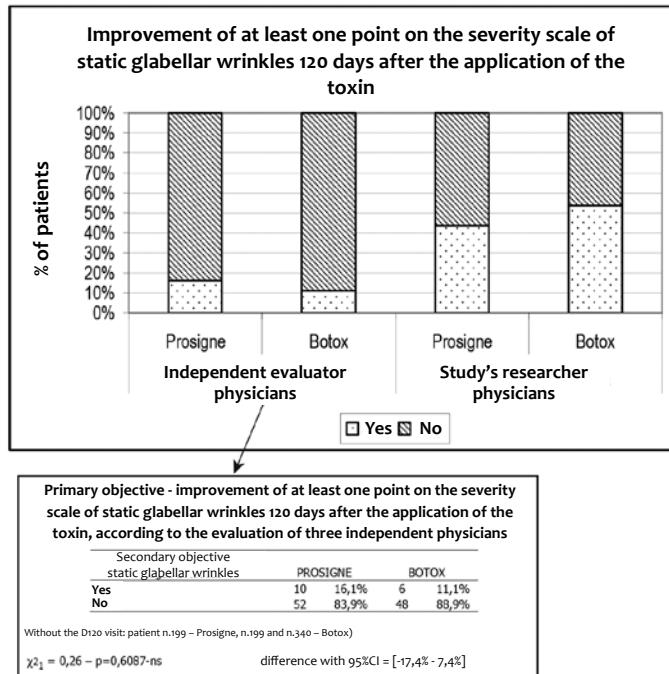 Improvement of at least one point on the severity scale of
static glabellar wrinkles 120 days after the application of the
toxin
% of patients
100%
90%
80%
70%
60%
50%
40%
30%
20%
10%
0%
Prosigne Botox Prosigne Botox
Independent evaluator physicians
Study's researcher physicians
Yes No
Primary objective - improvement of at least one point on the severity
scale of static glabellar wrinkles 120 days after the application of the
toxin, according to the evaluation of three independent physicians
Secondary objective
static glabellar wrinkles PROSIGNE BOTOX
Yes 10 16,1% 6 11,1%
No 52 83,9% 48 88,9%
Without the D120 visit: patient n.199 – Prosigne, n.199 and n.340 – Botox)
χ2₁ = 0,26 – p=0,6087-ns difference with 95%CI = [-17,4% - 7,4%]